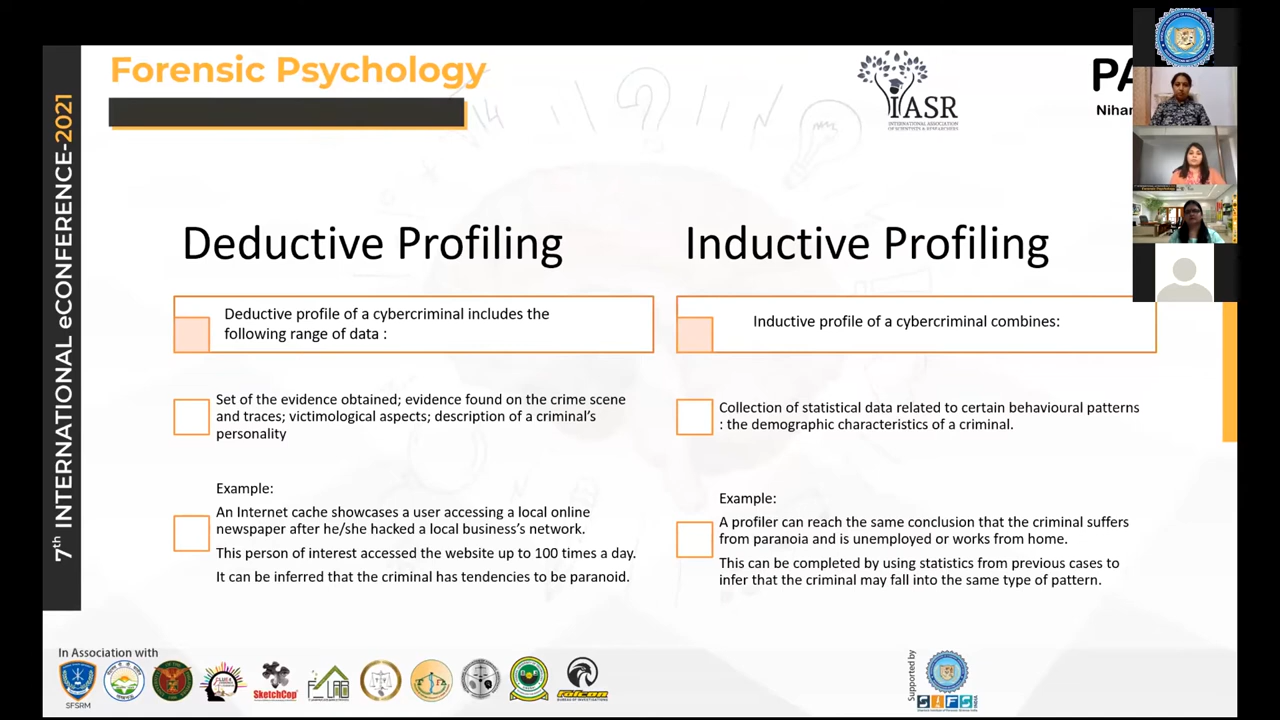 Forensic Psychology
7th INTERNATIONAL eCONFERENCE-2021
IASR
INTERNATIONAL ASSOCIATION
OF SCIENTISTS & RESEARCHERS
PA
Nihar
Deductive Profiling
Deductive profile of a cybercriminal includes the
following range of data :
Set of the evidence obtained; evidence found on the crime scene
and traces; victimological aspects; description of a criminal’s
personality
Example:
An Internet cache showcases a user accessing a local online
newspaper after he/she hacked a local business’s network.
This person of interest accessed the website up to 100 times a day.
It can be inferred that the criminal has tendencies to be paranoid.
Inductive Profiling
Inductive profile of a cybercriminal combines:
Collection of statistical data related to certain behavioural patterns
: the demographic characteristics of a criminal.
Example:
A profiler can reach the same conclusion that the criminal suffers
from paranoia and is unemployed or works from home.
This can be completed by using statistics from previous cases to
infer that the criminal may fall into the same type of pattern.
In Association with
SFSRM
SketchCop
falcon
Supported by
SIFS
INDIA